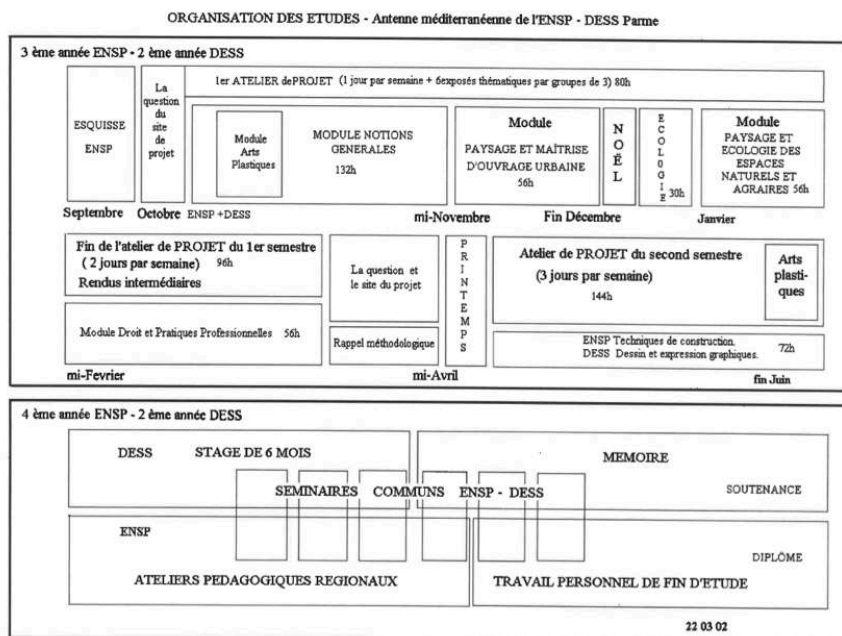 ORGANISATION DES ETUDES - Antenne méditerranéenne de l'ENSP - DESS Parme
3 ème année ENSP - 2 ème année DESS
1er ATELIER dePROJET (1 jour par semaine + 6exposés thématiques par groupes de 3) 80h
ESQUISSE
ENSP
La
question
du
site
de
projet
Module
Arts
Plastiques
MODULE NOTIONS
GENERALES
132h
Module
PAYSAGE ET MAÎTRISE
D'OUVRAGE URBAINE
56h
NOËL
ECOLOGIE
30h
Module
PAYSAGE ET
ECOLOGIE DES
ESPACES
NATURELS ET
AGRAIRES 56h
Septembre Octobre ENSP +DESS mi-Novembre Fin Décembre Janvier
Fin de l'atelier de PROJET du 1er semestre
( 2 jours par semaine) 96h
Rendus intermédiaires
La question et
le site du projet
PRINTEMPS
Atelier de PROJET du second semestre
(3 jours par semaine)
144h
Arts
plasti-
ques
Module Droit et Pratiques Professionnelles 56h
Rappel méthodologique
ENSP Techniques de construction.
DESS Dessin et expression graphiques.
72h
mi-Fevrier mi-Avril fin Juin
4 ème année ENSP - 2 ème année DESS
DESS STAGE DE 6 MOIS
MEMOIRE
SEMINAIRES COMMUNS ENSP - DESS
SOUTENANCE
ENSP
DIPLÔME
ATELIERS PEDAGOGIQUES REGIONAUX
TRAVAIL PERSONNEL DE FIN D'ETUDE
22 03 02